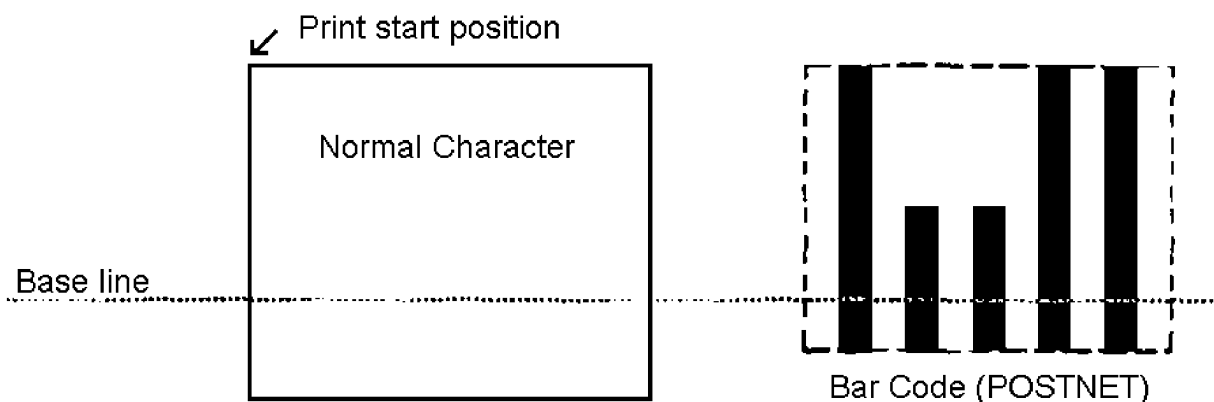 Print start position
Normal Character
Base line
Bar Code (POSTNET)